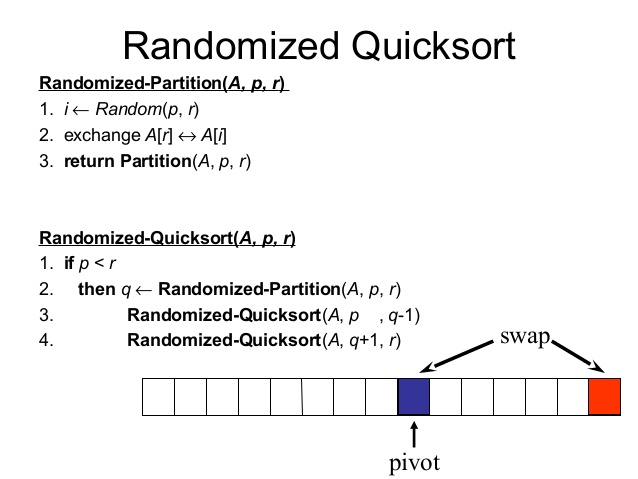 Randomized Quicksort
Randomized-Partition(A, p, r)
1. i ← Random(p, r)
2. exchange A[r] ↔ A[i]
3. return Partition(A, p, r)
Randomized-Quicksort(A, p, r)
1. if p < r
2. then q ← Randomized-Partition(A, p, r)
3. Randomized-Quicksort(A, p , q-1)
4. Randomized-Quicksort(A, q+1, r)
swap
pivot